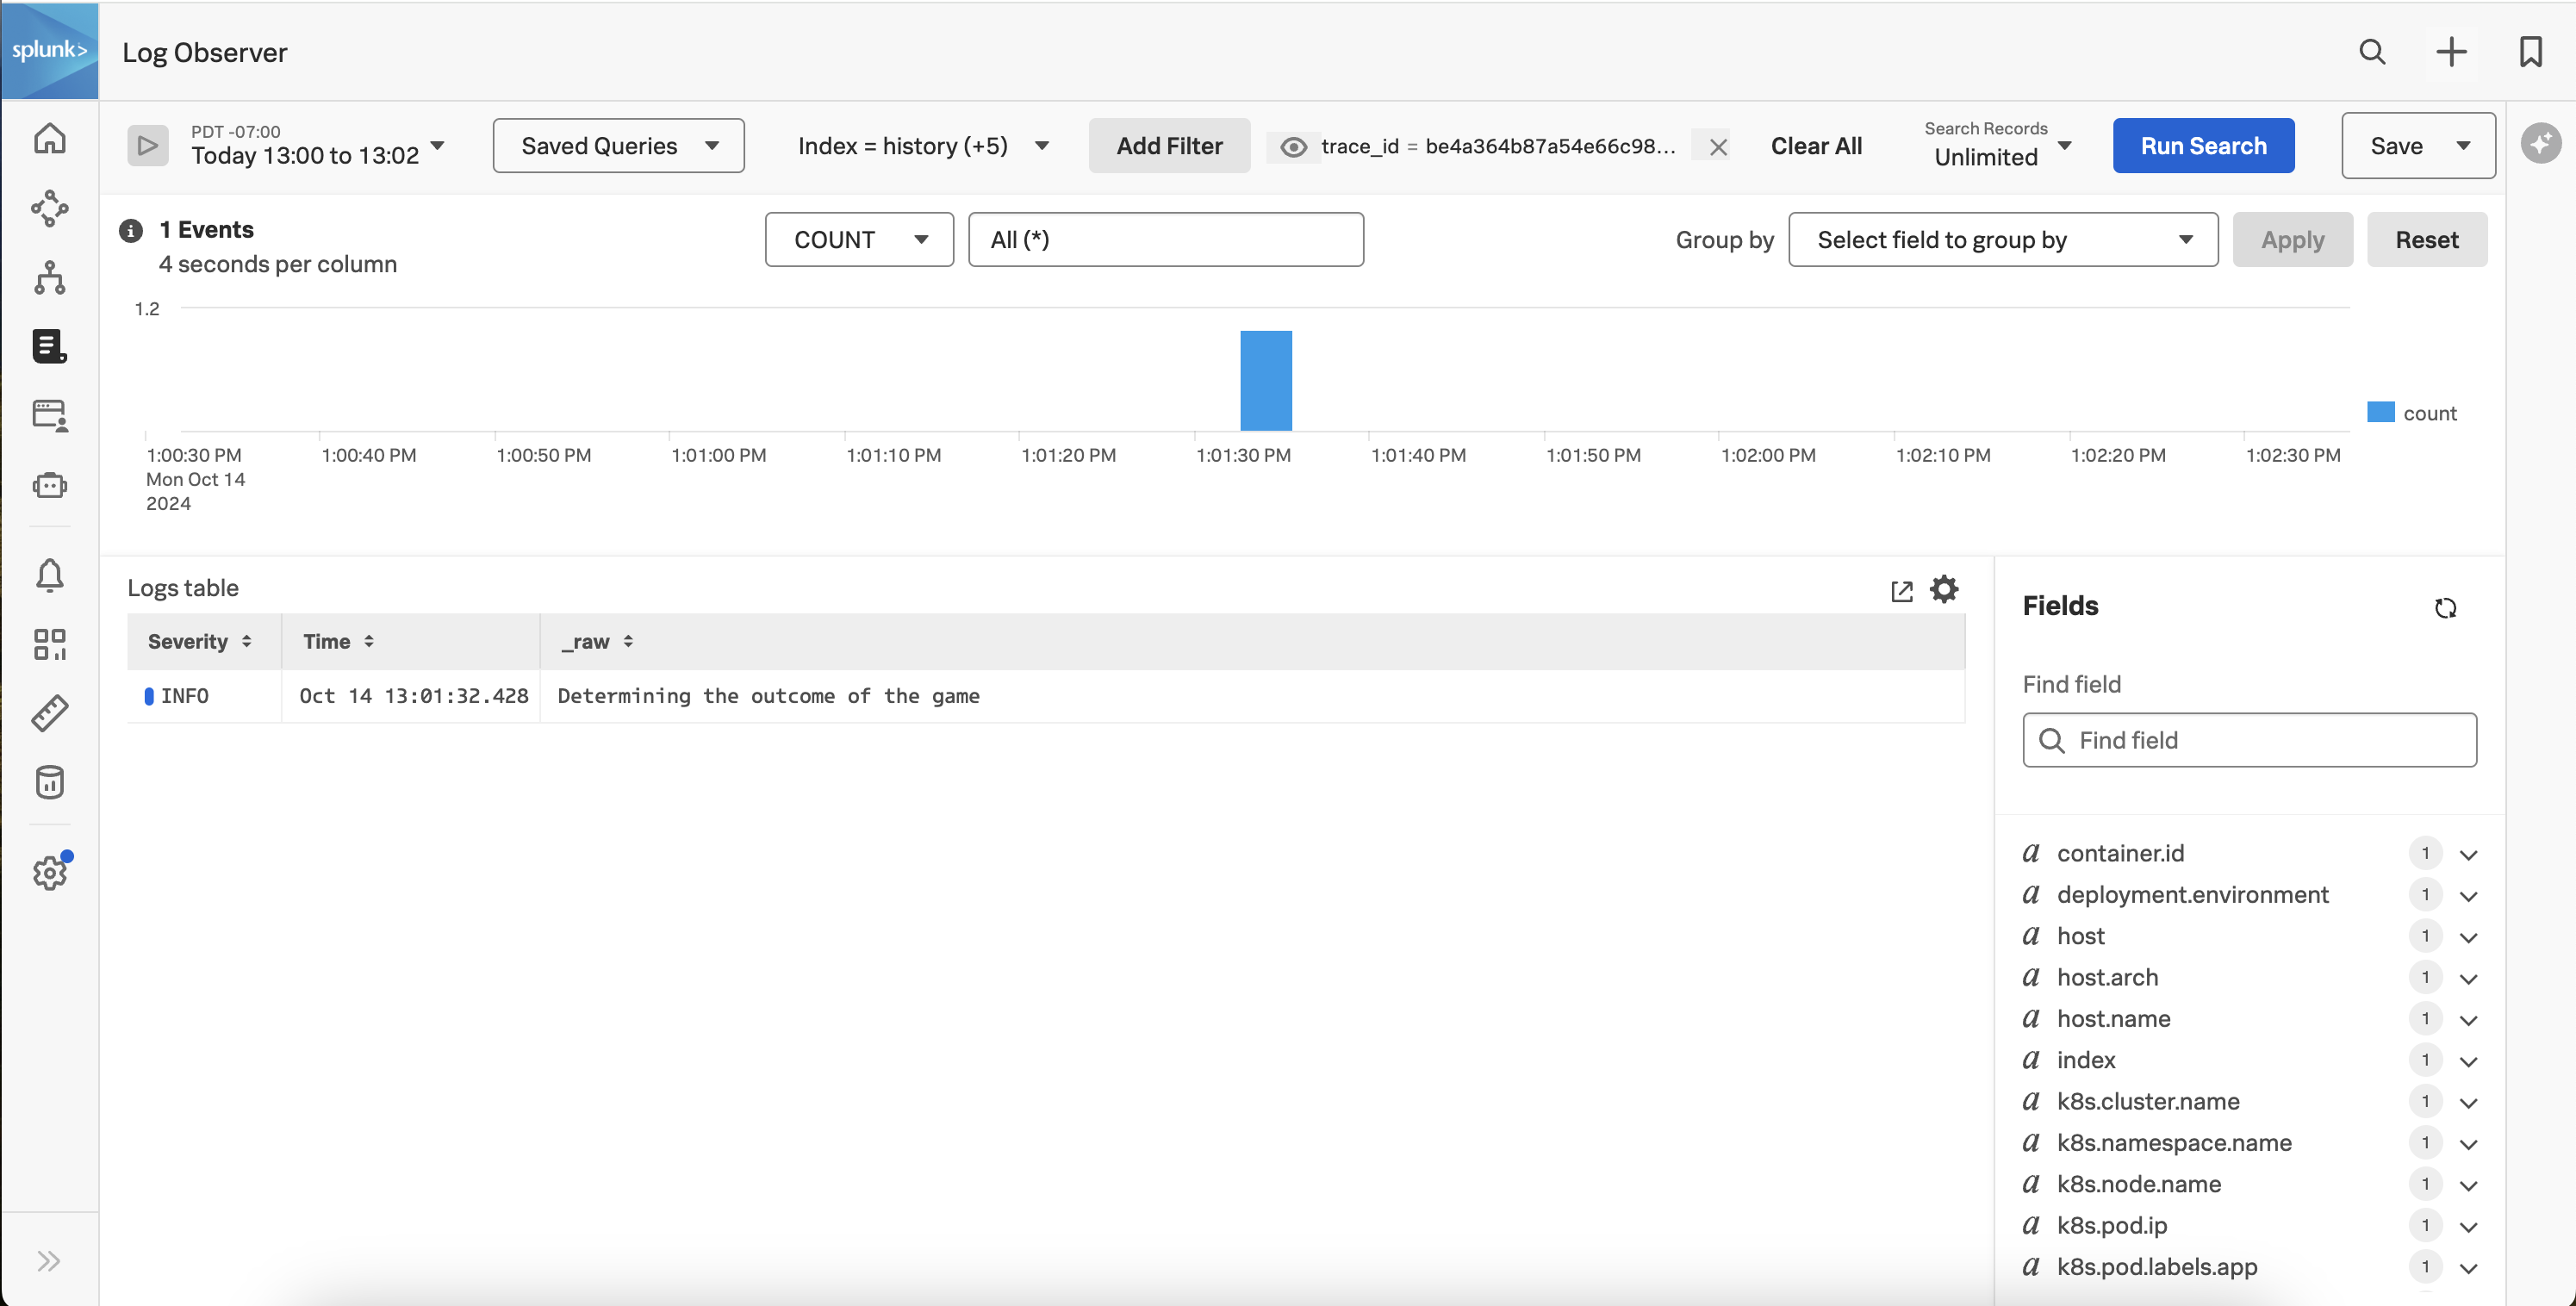 splunk>
Log Observer
PDT -07:00
Today 13:00 to 13:02
Saved Queries
Index = history (+5)
Add Filter
trace_id = be4a364b87a54e66c98...
Clear All
Search Records
Unlimited
Run Search
Save
1 Events
4 seconds per column
COUNT
All (*)
Group by
Select field to group by
Apply
Reset
1.2
count
1:00:30 PM 1:00:40 PM 1:00:50 PM 1:01:00 PM 1:01:10 PM 1:01:20 PM 1:01:30 PM 1:01:40 PM 1:01:50 PM 1:02:00 PM 1:02:10 PM 1:02:20 PM 1:02:30 PM
Mon Oct 14
2024
Logs table
Severity Time _raw
INFO Oct 14 13:01:32.428 Determining the outcome of the game
Fields
Find field
Find field
a container.id 1
a deployment.environment 1
a host 1
a host.arch 1
a host.name 1
a index 1
a k8s.cluster.name 1
a k8s.namespace.name 1
a k8s.node.name 1
a k8s.pod.ip 1
a k8s.pod.labels.app 1